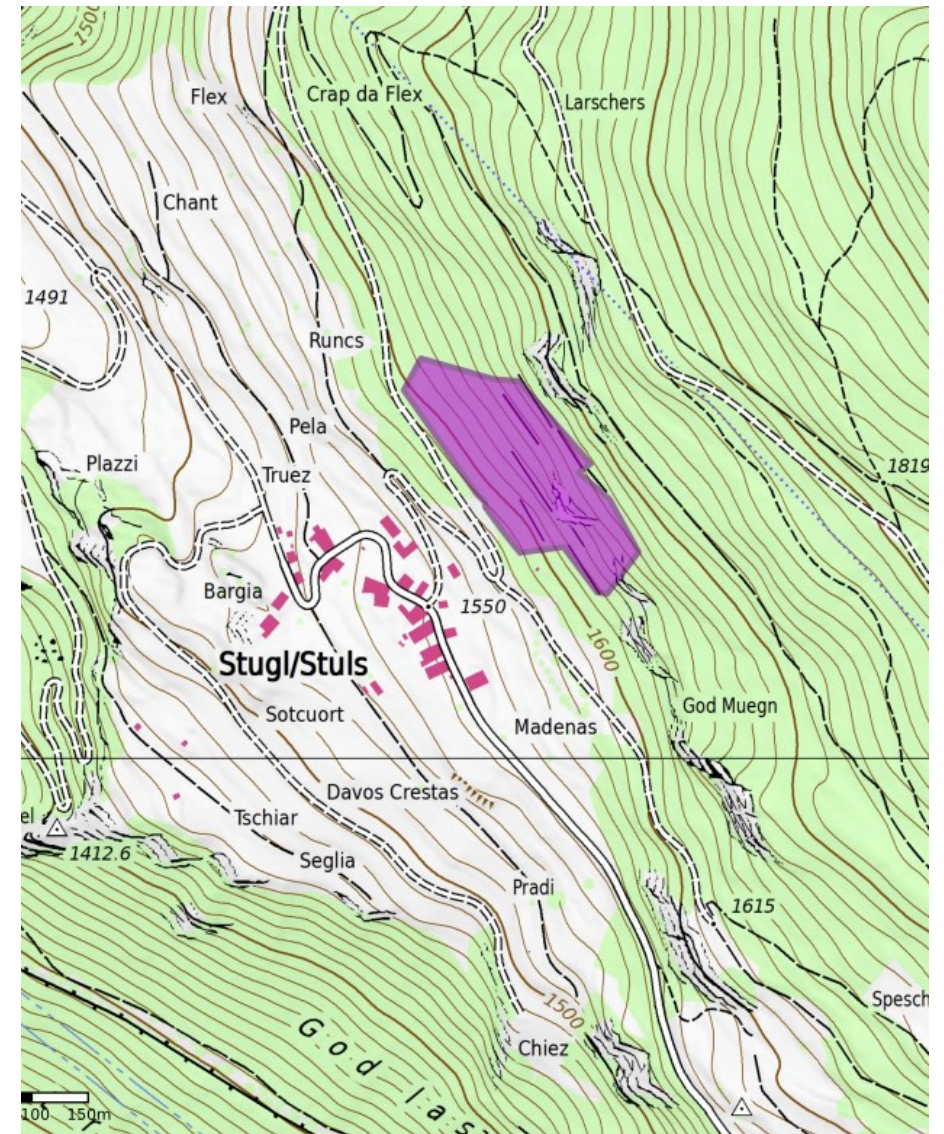 1500
Flex
Crap da Flex
Larschers
Chant
1491
Runcs
Pela
Plazzi
Truez
1819
Bargia
1550
Stugl/Stuls
1600
God Muegn
Sotcuort
Madenas
Davos Crestas
el
Tschiar
1412.6
Seglia
Pradi
1615
Spesch
1500
God las
Chiez
100 150m
r